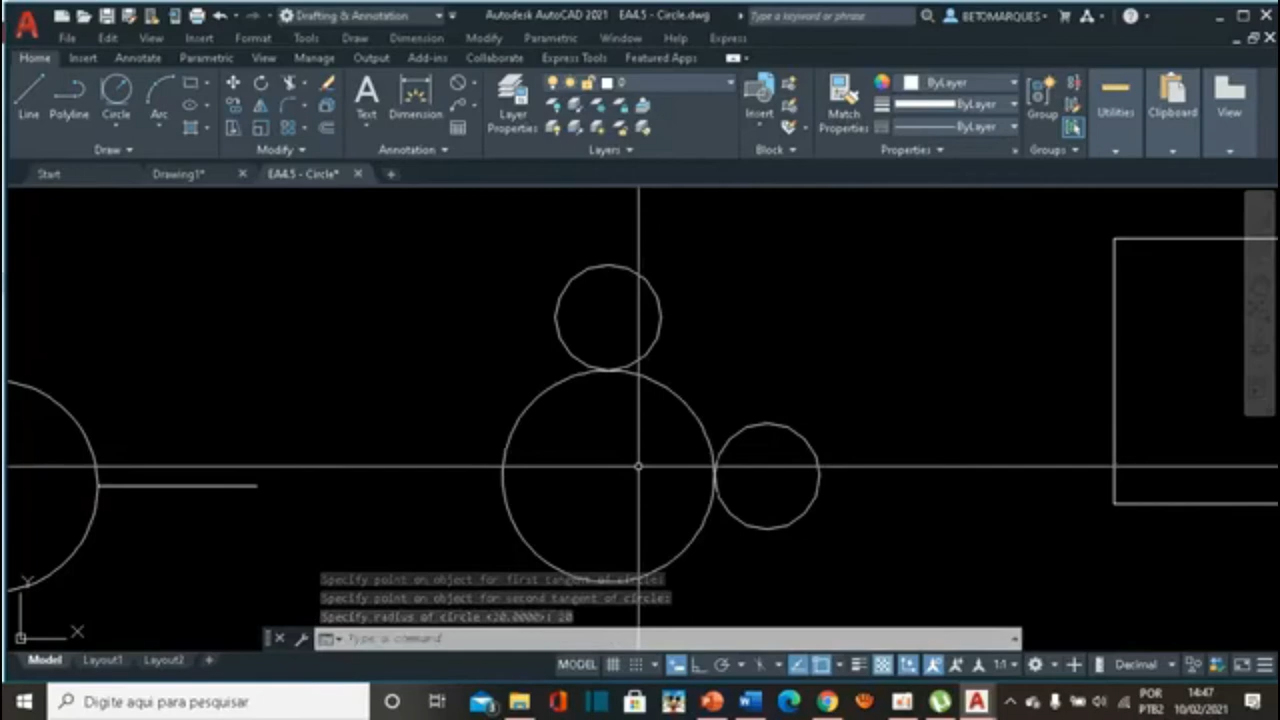 A Drafting & Annotation Autodesk AutoCAD 2021 EA4.5 - Circle.dwg Type a keyword or phrase BETOMARQUES
File Edit View Insert Format Tools Draw Dimension Modify Parametric Window Help Express
Home Insert Annotate Parametric View Manage Output Add-ins Collaborate Express Tools Featured Apps
0 ByLayer
ByLayer
Line Polyline Circle Arc A Text Dimension Layer Properties Insert Match Properties Group Utilities Clipboard View
ByLayer
Draw Modify Annotation Layers Block Properties Groups
Start Drawing1* EA4.5 - Circle*
Specify point on object for first tangent of circle:
Y
Specify point on object for second tangent of circle:
Specify radius of circle <20.0000>: 20
X
Type a command
Model Layout1 Layout2 + MODEL 1:1 Decimal
Digite aqui para pesquisar POR 14:47
PTB2 10/02/2021